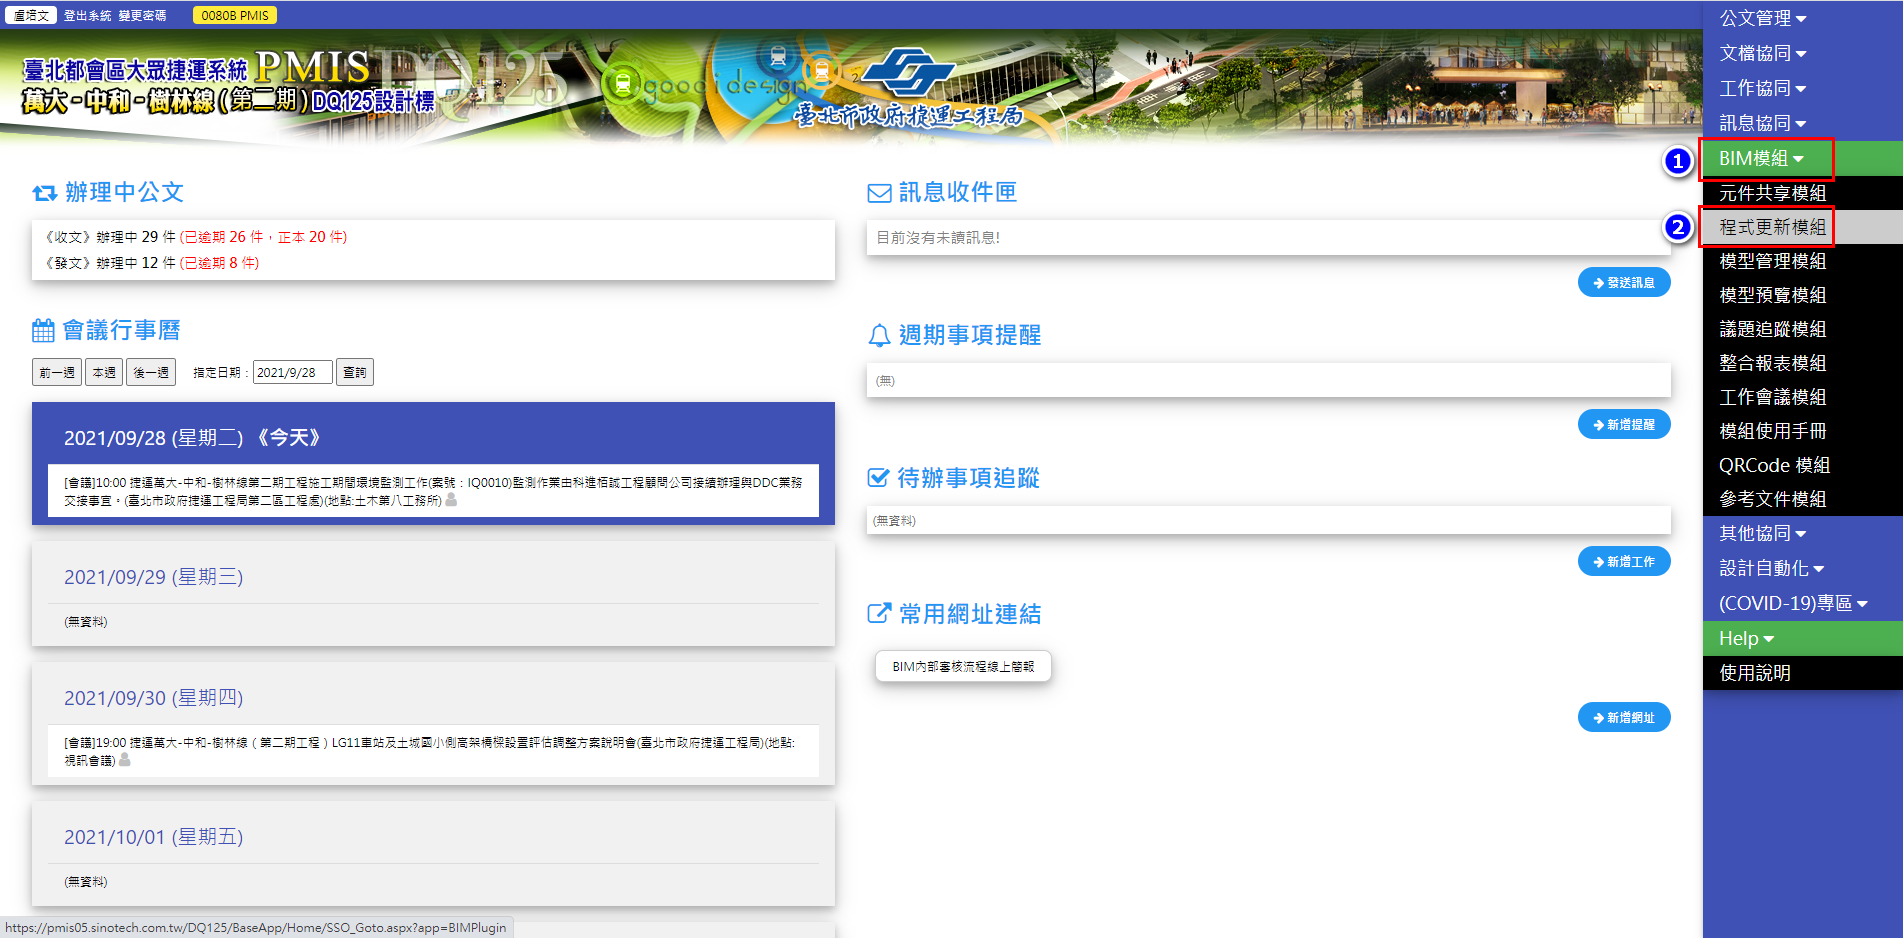 盧培文 登出系統 變更密碼 0080B PMIS
臺北都會區大眾捷運系統 PMIS
萬大-中和-樹林線(第二期)DQ125設計標
DQ125
good design
臺北市政府捷運工程局
辦理中公文
《收文》辦理中 29 件 (已逾期 26 件，正本 20 件)
《發文》辦理中 12 件 (已逾期 8 件)
會議行事曆
前一週 本週 後一週 指定日期： 2021/9/28 查詢
2021/09/28 (星期二) 《今天》
[會議]10:00 捷運萬大-中和-樹林線第二期工程施工期間環境監測工作(案號：IQ0010)監測作業由科進栢誠工程顧問公司接續辦理與DDC業務
交接事宜。(臺北市政府捷運工程局第二區工程處)(地點:土木第八工務所)
2021/09/29 (星期三)
(無資料)
2021/09/30 (星期四)
[會議]19:00 捷運萬大-中和-樹林線（第二期工程）LG11車站及土城國小側高架橋樑設置評估調整方案說明會(臺北市政府捷運工程局)(地點:
視訊會議)
2021/10/01 (星期五)
(無資料)
訊息收件匣
目前沒有未讀訊息!
發送訊息
週期事項提醒
(無)
新增提醒
待辦事項追蹤
(無資料)
新增工作
常用網址連結
BIM內部審核流程線上簡報
新增網址
公文管理
文檔協同
工作協同
訊息協同
1 BIM模組
元件共享模組
2 程式更新模組
模型管理模組
模型預覽模組
議題追蹤模組
整合報表模組
工作會議模組
模組使用手冊
QRCode 模組
參考文件模組
其他協同
設計自動化
(COVID-19)專區
Help
使用說明
https://pmis05.sinotech.com.tw/DQ125/BaseApp/Home/SSO_Goto.aspx?app=BIMPlugin